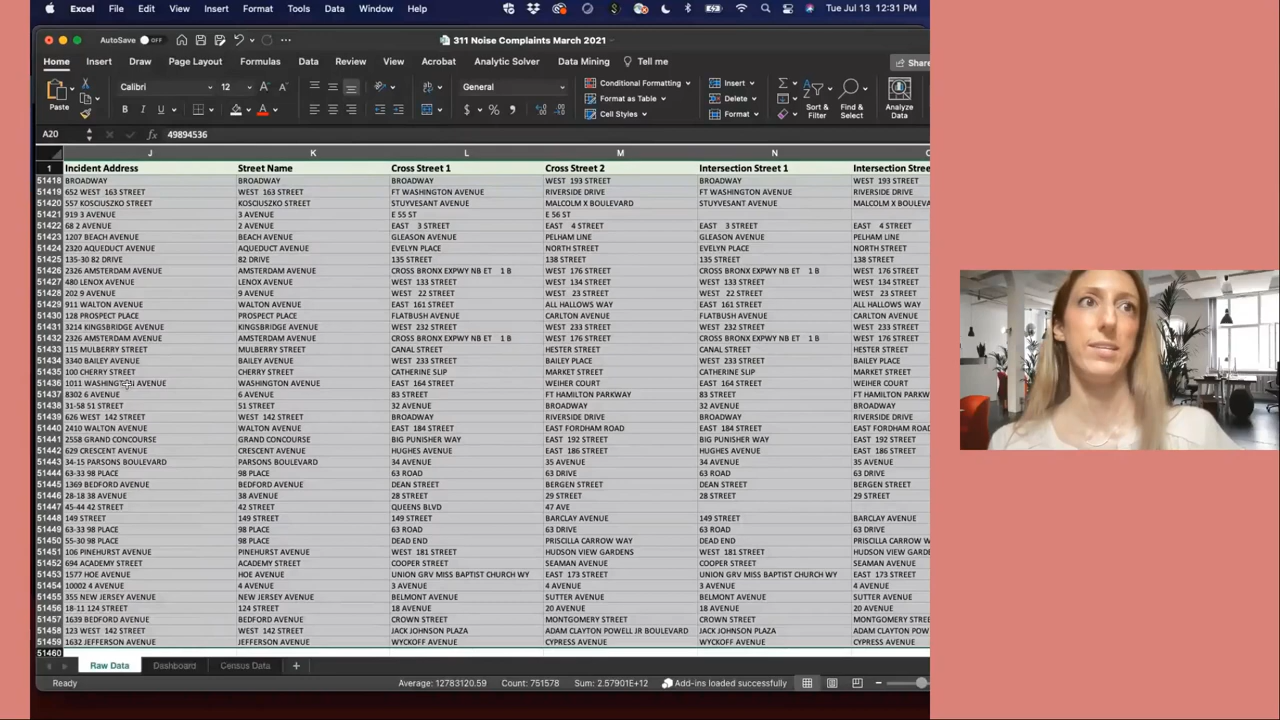 Excel File Edit View Insert Format Tools Data Window Help Tue Jul 13 12:31 PM
AutoSave OFF 311 Noise Complaints March 2021
Home Insert Draw Page Layout Formulas Data Review View Acrobat Analytic Solver Data Mining Tell me Share
Paste Calibri 12 General Conditional Formatting Format as Table Cell Styles Insert Delete Format Sort & Filter Find & Select Analyze Data
A20 fx 49894536
J K L M N
1 Incident Address Street Name Cross Street 1 Cross Street 2 Intersection Street 1 Intersection Stree
51418 BROADWAY BROADWAY BROADWAY WEST 193 STREET BROADWAY WEST 193 STREET
51419 652 WEST 163 STREET WEST 163 STREET FT WASHINGTON AVENUE RIVERSIDE DRIVE FT WASHINGTON AVENUE RIVERSIDE DRIVE
51420 557 KOSCIUSZKO STREET KOSCIUSZKO STREET STUYVESANT AVENUE MALCOLM X BOULEVARD STUYVESANT AVENUE MALCOLM X BOULEVARD
51421 919 3 AVENUE 3 AVENUE E 55 ST E 56 ST
51422 68 2 AVENUE 2 AVENUE EAST 3 STREET EAST 4 STREET EAST 3 STREET EAST 4 STREET
51423 1207 BEACH AVENUE BEACH AVENUE GLEASON AVENUE PELHAM LINE GLEASON AVENUE PELHAM LINE
51424 2320 AQUEDUCT AVENUE AQUEDUCT AVENUE EVELYN PLACE NORTH STREET EVELYN PLACE NORTH STREET
51425 135-30 82 DRIVE 82 DRIVE 135 STREET 138 STREET 135 STREET 138 STREET
51426 2326 AMSTERDAM AVENUE AMSTERDAM AVENUE CROSS BRONX EXPWY NB ET 1 B WEST 176 STREET CROSS BRONX EXPWY NB ET 1 B WEST 176 STREET
51427 480 LENOX AVENUE LENOX AVENUE WEST 133 STREET WEST 134 STREET WEST 133 STREET WEST 134 STREET
51428 202 9 AVENUE 9 AVENUE WEST 22 STREET WEST 23 STREET WEST 22 STREET WEST 23 STREET
51429 911 WALTON AVENUE WALTON AVENUE EAST 161 STREET ALL HALLOWS WAY EAST 161 STREET ALL HALLOWS WAY
51430 128 PROSPECT PLACE PROSPECT PLACE FLATBUSH AVENUE CARLTON AVENUE FLATBUSH AVENUE CARLTON AVENUE
51431 3214 KINGSBRIDGE AVENUE KINGSBRIDGE AVENUE WEST 232 STREET WEST 233 STREET WEST 232 STREET WEST 233 STREET
51432 2326 AMSTERDAM AVENUE AMSTERDAM AVENUE CROSS BRONX EXPWY NB ET 1 B WEST 176 STREET CROSS BRONX EXPWY NB ET 1 B WEST 176 STREET
51433 115 MULBERRY STREET MULBERRY STREET CANAL STREET HESTER STREET CANAL STREET HESTER STREET
51434 3340 BAILEY AVENUE BAILEY AVENUE WEST 233 STREET BAILEY PLACE WEST 233 STREET BAILEY PLACE
51435 100 CHERRY STREET CHERRY STREET CATHERINE SLIP MARKET STREET CATHERINE SLIP MARKET STREET
51436 1011 WASHINGTON AVENUE WASHINGTON AVENUE EAST 164 STREET WEIHER COURT EAST 164 STREET WEIHER COURT
51437 8302 6 AVENUE 6 AVENUE 83 STREET FT HAMILTON PARKWAY 83 STREET FT HAMILTON PARKW
51438 31-58 51 STREET 51 STREET 32 AVENUE BROADWAY 32 AVENUE BROADWAY
51439 626 WEST 142 STREET WEST 142 STREET BROADWAY RIVERSIDE DRIVE BROADWAY RIVERSIDE DRIVE
51440 2410 WALTON AVENUE WALTON AVENUE EAST 184 STREET EAST FORDHAM ROAD EAST 184 STREET EAST FORDHAM ROAD
51441 2558 GRAND CONCOURSE GRAND CONCOURSE BIG PUNISHER WAY EAST 192 STREET BIG PUNISHER WAY EAST 192 STREET
51442 629 CRESCENT AVENUE CRESCENT AVENUE HUGHES AVENUE EAST 186 STREET HUGHES AVENUE EAST 186 STREET
51443 34-15 PARSONS BOULEVARD PARSONS BOULEVARD 34 AVENUE 35 AVENUE 34 AVENUE 35 AVENUE
51444 63-33 98 PLACE 98 PLACE 63 ROAD 63 DRIVE 63 ROAD 63 DRIVE
51445 1369 BEDFORD AVENUE BEDFORD AVENUE DEAN STREET BERGEN STREET DEAN STREET BERGEN STREET
51446 28-18 38 AVENUE 38 AVENUE 28 STREET 29 STREET 28 STREET 29 STREET
51447 45-44 42 STREET 42 STREET QUEENS BLVD 47 AVE
51448 149 STREET 149 STREET 149 STREET BARCLAY AVENUE 149 STREET BARCLAY AVENUE
51449 63-33 98 PLACE 98 PLACE 63 ROAD 63 DRIVE 63 ROAD 63 DRIVE
51450 55-30 98 PLACE 98 PLACE DEAD END PRISCILLA CARROW WAY DEAD END PRISCILLA CARROW WAY
51451 106 PINEHURST AVENUE PINEHURST AVENUE WEST 181 STREET HUDSON VIEW GARDENS WEST 181 STREET HUDSON VIEW GARDENS
51452 694 ACADEMY STREET ACADEMY STREET COOPER STREET SEAMAN AVENUE COOPER STREET SEAMAN AVENUE
51453 1577 HOE AVENUE HOE AVENUE UNION GRV MISS BAPTIST CHURCH WY EAST 173 STREET UNION GRV MISS BAPTIST CHURCH WY EAST 173 STREET
51454 10002 4 AVENUE 4 AVENUE 3 AVENUE 4 AVENUE 3 AVENUE 4 AVENUE
51455 355 NEW JERSEY AVENUE NEW JERSEY AVENUE BELMONT AVENUE SUTTER AVENUE BELMONT AVENUE SUTTER AVENUE
51456 18-11 124 STREET 124 STREET 18 AVENUE 20 AVENUE 18 AVENUE 20 AVENUE
51457 1639 BEDFORD AVENUE BEDFORD AVENUE CROWN STREET MONTGOMERY STREET CROWN STREET MONTGOMERY STREET
51458 123 WEST 142 STREET WEST 142 STREET JACK JOHNSON PLAZA ADAM CLAYTON POWELL JR BOULEVARD JACK JOHNSON PLAZA ADAM CLAYTON POWEL
51459 1632 JEFFERSON AVENUE JEFFERSON AVENUE WYCKOFF AVENUE CYPRESS AVENUE WYCKOFF AVENUE CYPRESS AVENUE
51460
Raw Data Dashboard Census Data +
Ready Average: 12783120.59 Count: 751578 Sum: 2.57901E+12 Add-ins loaded successfully